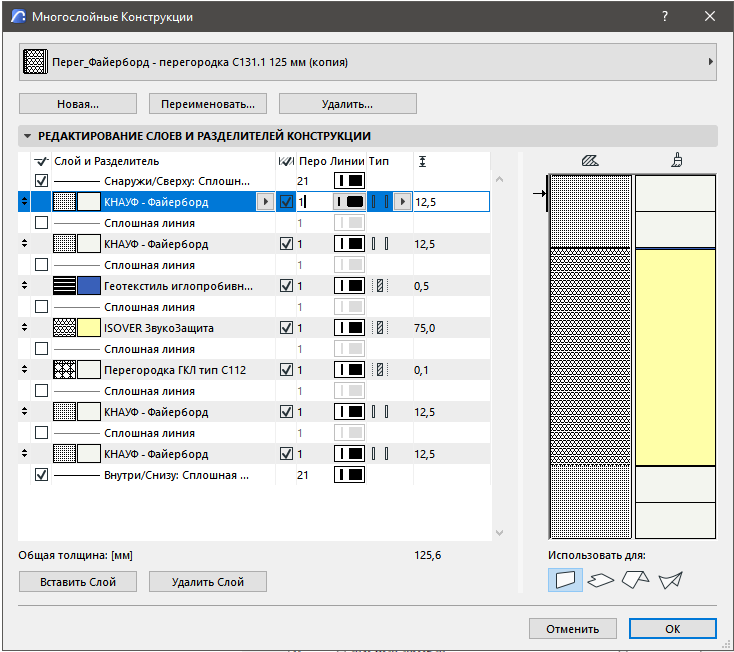 Многослойные Конструкции ?
Перег_Файерборд - перегородка С131.1 125 мм (копия)
Новая... Переименовать... Удалить...
РЕДАКТИРОВАНИЕ СЛОЕВ И РАЗДЕЛИТЕЛЕЙ КОНСТРУКЦИИ
Слой и Разделитель Перо Линии Тип
Снаружи/Сверху: Сплошн... 21
КНАУФ - Файерборд 1 12,5
Сплошная линия 1
КНАУФ - Файерборд 1 12,5
Сплошная линия 1
Геотекстиль иглопробивн... 1 0,5
Сплошная линия 1
ISOVER ЗвукоЗащита 1 75,0
Сплошная линия 1
Перегородка ГКЛ тип С112 1 0,1
Сплошная линия 1
КНАУФ - Файерборд 1 12,5
Сплошная линия 1
КНАУФ - Файерборд 1 12,5
Внутри/Снизу: Сплошная ... 21
Общая толщина: [мм] 125,6
Использовать для:
Вставить Слой Удалить Слой
Отменить OK